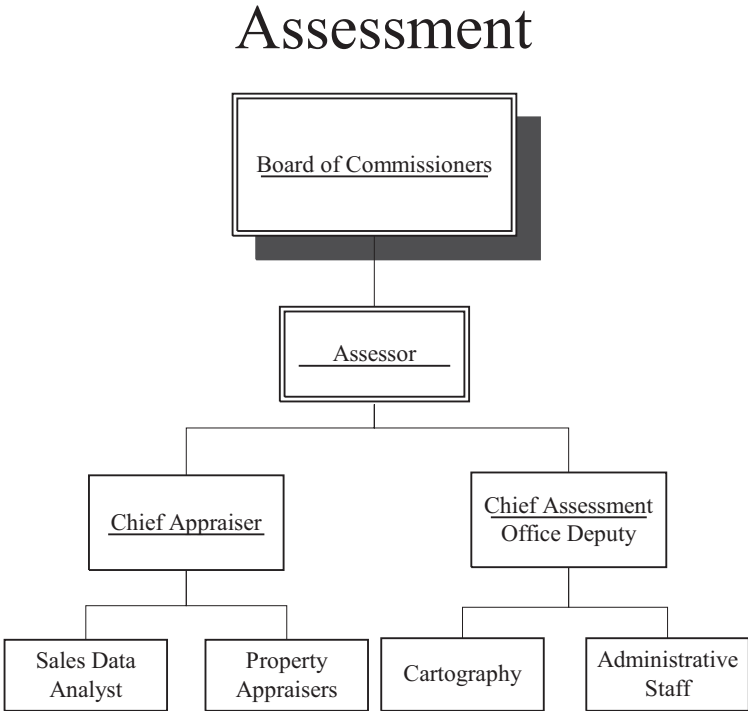 Assessment
Board of Commissioners
Assessor
Chief Appraiser
Chief Assessment
Office Deputy
Sales Data
Analyst
Property
Appraisers
Cartography
Administrative
Staff